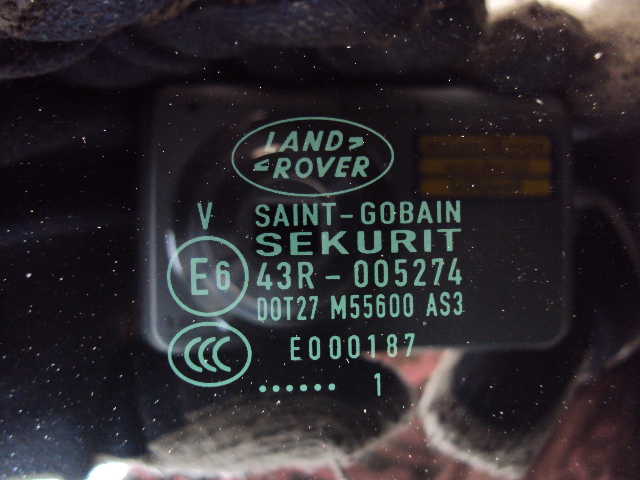 LAND
ROVER
V SAINT-GOBAIN
SEKURIT
E6 43R-005274
DOT27 M55600 AS3
CCC E000187
...... 1